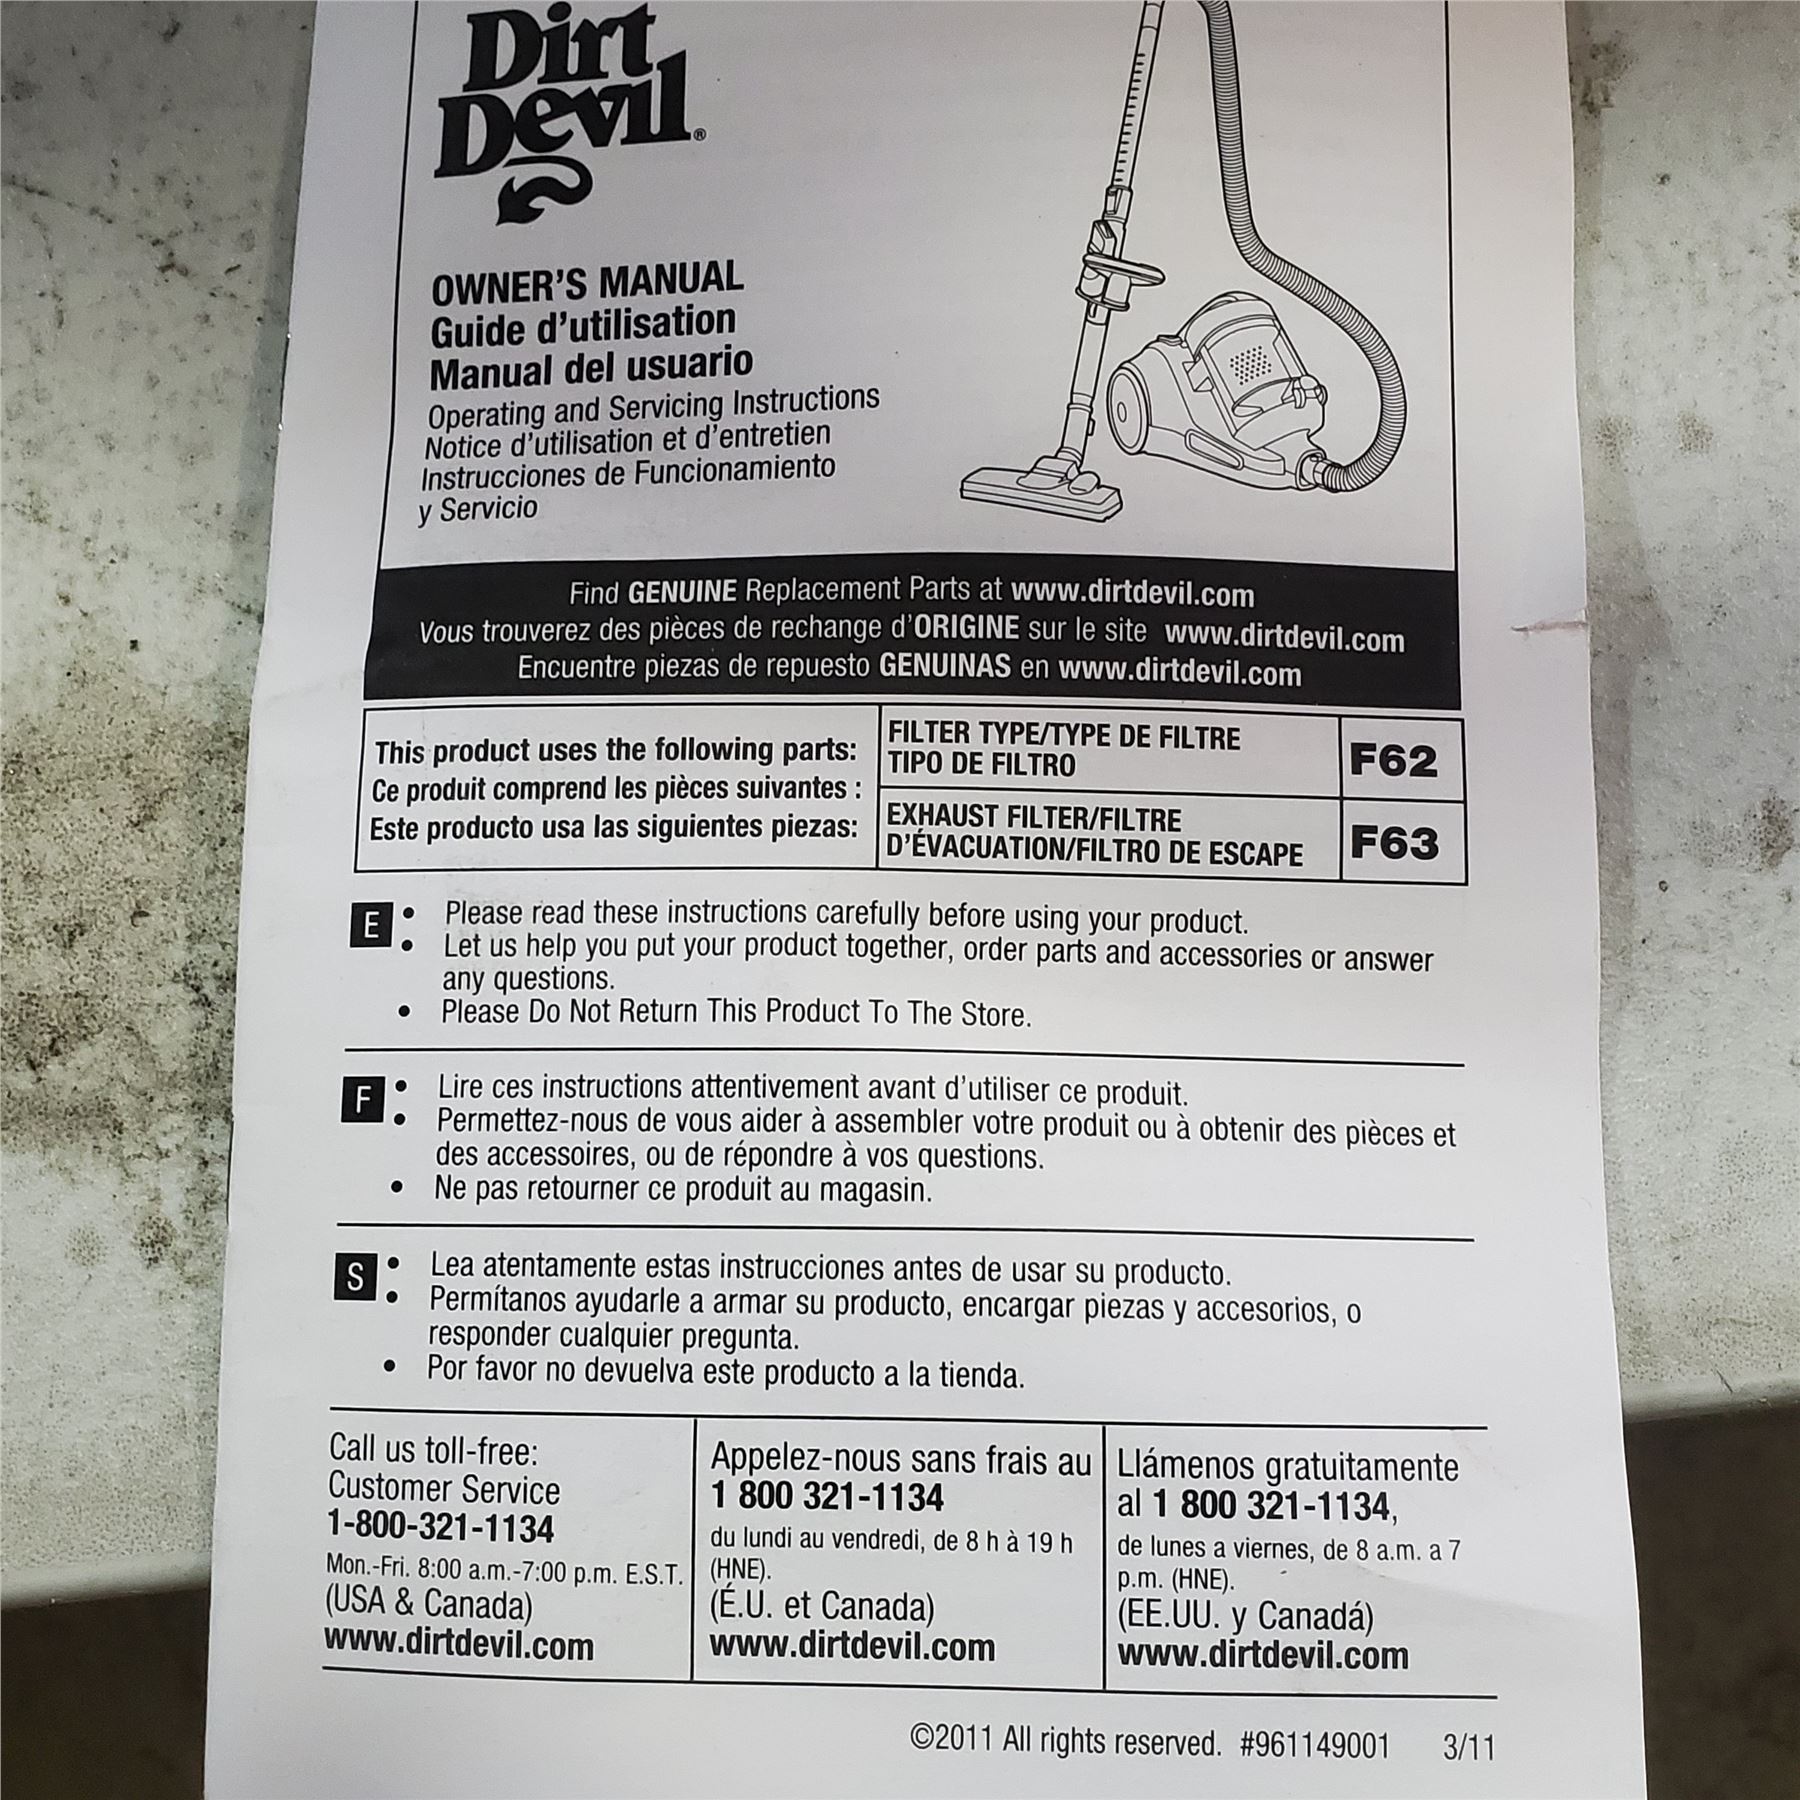 Dirt
Devil®
OWNER'S MANUAL
Guide d'utilisation
Manual del usuario
Operating and Servicing Instructions
Notice d'utilisation et d'entretien
Instrucciones de Funcionamiento
y Servicio
Find GENUINE Replacement Parts at www.dirtdevil.com
Vous trouverez des pièces de rechange d'ORIGINE sur le site www.dirtdevil.com
Encuentre piezas de repuesto GENUINAS en www.dirtdevil.com
This product uses the following parts:
Ce produit comprend les pièces suivantes :
Este producto usa las siguientes piezas:
FILTER TYPE/TYPE DE FILTRE
TIPO DE FILTRO
F62
EXHAUST FILTER/FILTRE
D'ÉVACUATION/FILTRO DE ESCAPE
F63
E • Please read these instructions carefully before using your product.
• Let us help you put your product together, order parts and accessories or answer
any questions.
• Please Do Not Return This Product To The Store.
F • Lire ces instructions attentivement avant d'utiliser ce produit.
• Permettez-nous de vous aider à assembler votre produit ou à obtenir des pièces et
des accessoires, ou de répondre à vos questions.
• Ne pas retourner ce produit au magasin.
S • Lea atentamente estas instrucciones antes de usar su producto.
• Permítanos ayudarle a armar su producto, encargar piezas y accesorios, o
responder cualquier pregunta.
• Por favor no devuelva este producto a la tienda.
Call us toll-free:
Customer Service
1-800-321-1134
Mon.-Fri. 8:00 a.m.-7:00 p.m. E.S.T.
(USA & Canada)
www.dirtdevil.com
Appelez-nous sans frais au
1 800 321-1134
du lundi au vendredi, de 8 h à 19 h
(HNE).
(É.U. et Canada)
www.dirtdevil.com
Llámenos gratuitamente
al 1 800 321-1134,
de lunes a viernes, de 8 a.m. a 7
p.m. (HNE).
(EE.UU. y Canadá)
www.dirtdevil.com
©2011 All rights reserved. #961149001 3/11